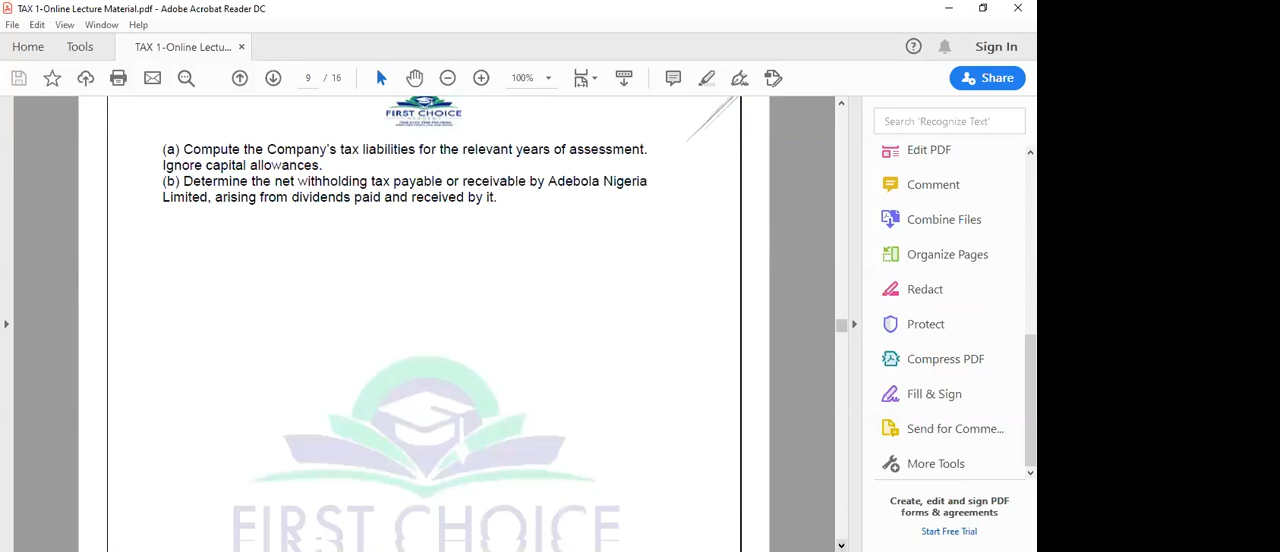 TAX 1-Online Lecture Material.pdf - Adobe Acrobat Reader DC
File Edit View Window Help
Home Tools TAX 1-Online Lectu... × Sign In
9 / 16 100% Share
FIRST CHOICE
(a) Compute the Company's tax liabilities for the relevant years of assessment.
Ignore capital allowances.
(b) Determine the net withholding tax payable or receivable by Adebola Nigeria
Limited, arising from dividends paid and received by it.
FIRST CHOICE
Search 'Recognize Text'
Edit PDF
Comment
Combine Files
Organize Pages
Redact
Protect
Compress PDF
Fill & Sign
Send for Comme...
More Tools
Create, edit and sign PDF
forms & agreements
Start Free Trial